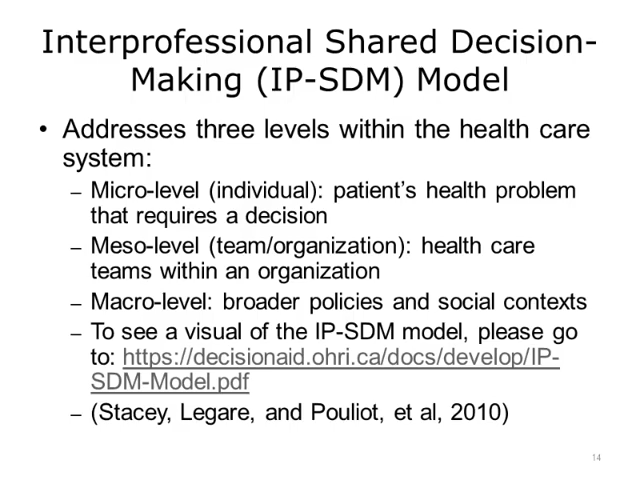 Interprofessional Shared Decision-
Making (IP-SDM) Model
• Addresses three levels within the health care
system:
– Micro-level (individual): patient's health problem
that requires a decision
– Meso-level (team/organization): health care
teams within an organization
– Macro-level: broader policies and social contexts
– To see a visual of the IP-SDM model, please go
to: https://decisionaid.ohri.ca/docs/develop/IP-
SDM-Model.pdf
– (Stacey, Legare, and Pouliot, et al, 2010)
14